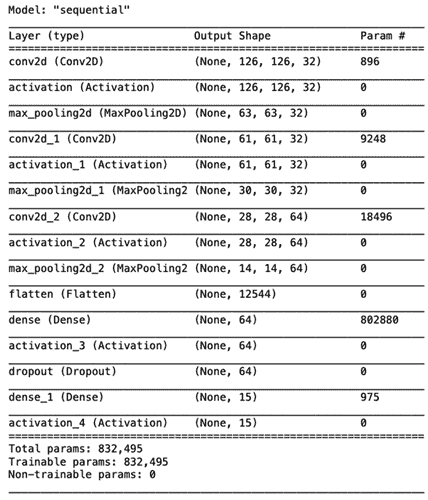 Model: "sequential"
Layer (type) Output Shape Param #
conv2d (Conv2D) (None, 126, 126, 32) 896
activation (Activation) (None, 126, 126, 32) 0
max_pooling2d (MaxPooling2D) (None, 63, 63, 32) 0
conv2d_1 (Conv2D) (None, 61, 61, 32) 9248
activation_1 (Activation) (None, 61, 61, 32) 0
max_pooling2d_1 (MaxPooling2 (None, 30, 30, 32) 0
conv2d_2 (Conv2D) (None, 28, 28, 64) 18496
activation_2 (Activation) (None, 28, 28, 64) 0
max_pooling2d_2 (MaxPooling2 (None, 14, 14, 64) 0
flatten (Flatten) (None, 12544) 0
dense (Dense) (None, 64) 802880
activation_3 (Activation) (None, 64) 0
dropout (Dropout) (None, 64) 0
dense_1 (Dense) (None, 15) 975
activation_4 (Activation) (None, 15) 0
Total params: 832,495
Trainable params: 832,495
Non-trainable params: 0